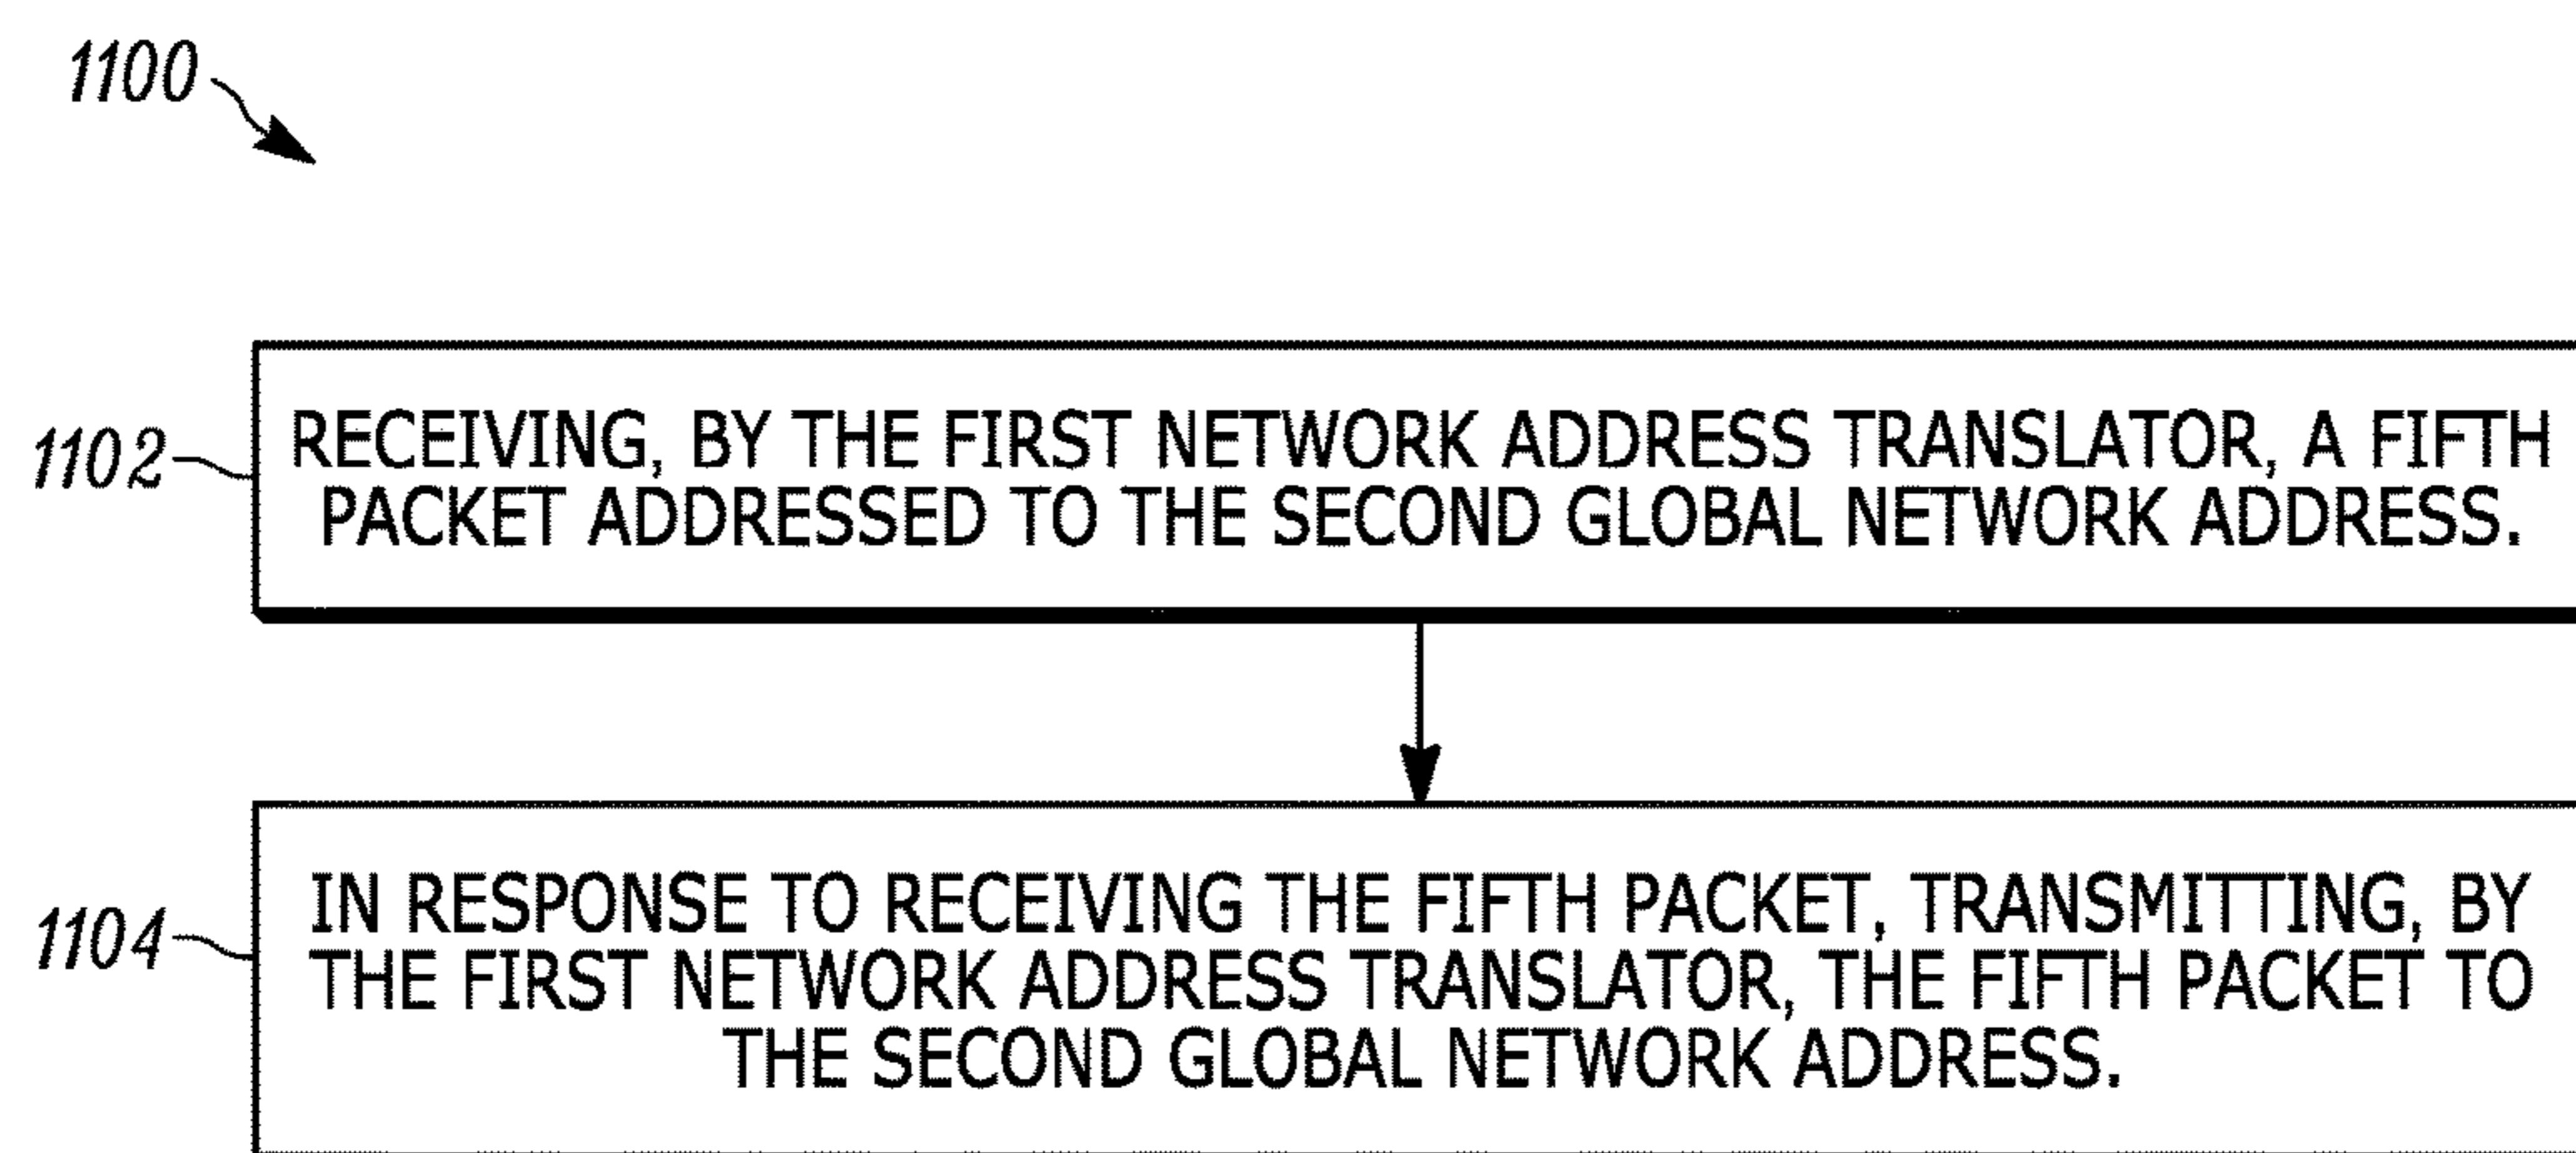 1100
1102
RECEIVING, BY THE FIRST NETWORK ADDRESS TRANSLATOR, A FIFTH
PACKET ADDRESSED TO THE SECOND GLOBAL NETWORK ADDRESS.
1104
IN RESPONSE TO RECEIVING THE FIFTH PACKET, TRANSMITTING, BY
THE FIRST NETWORK ADDRESS TRANSLATOR, THE FIFTH PACKET TO
THE SECOND GLOBAL NETWORK ADDRESS.